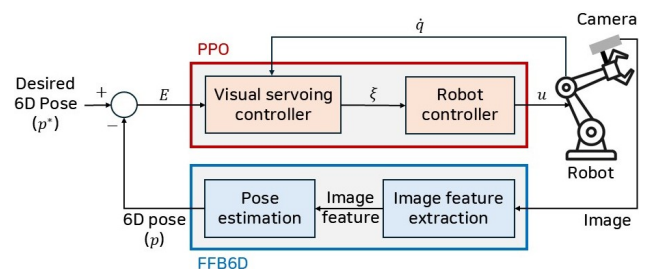 Camera
q̇
PPO
Desired
6D Pose
(p*)
+
−
E
Visual servoing
controller
ξ
Robot
controller
u
Robot
6D pose
(p)
Pose
estimation
Image
feature
Image feature
extraction
Image
FFB6D